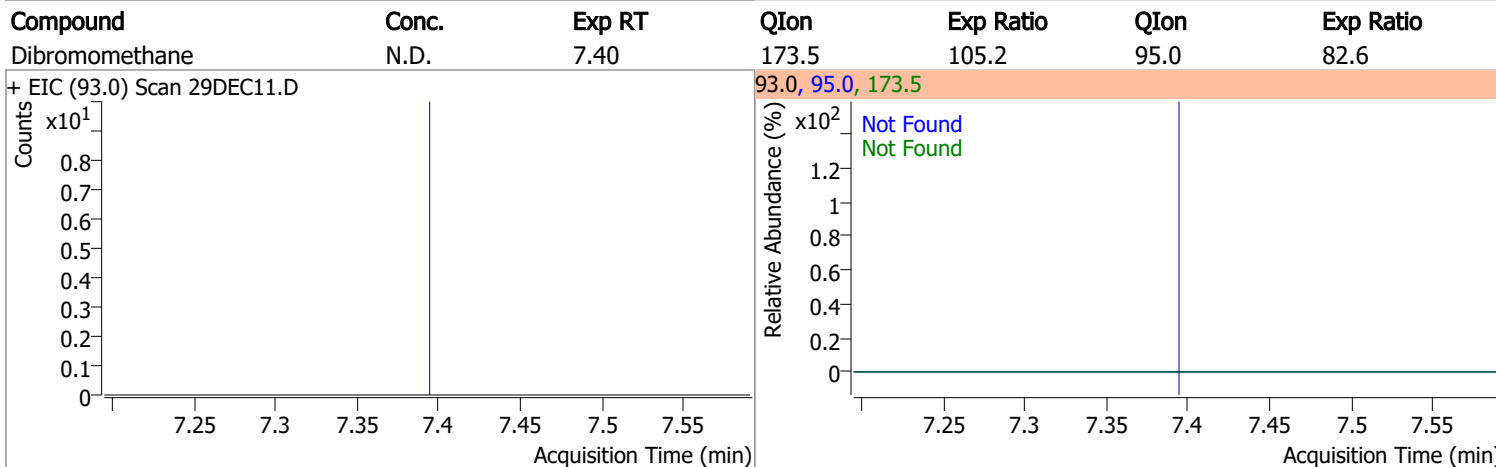 Compound Conc. Exp RT QIon Exp Ratio QIon Exp Ratio
Dibromomethane N.D. 7.40 173.5 105.2 95.0 82.6
+ EIC (93.0) Scan 29DEC11.D
Counts
x10¹
0.8
0.7
0.6
0.5
0.4
0.3
0.2
0.1
0
7.25 7.3 7.35 7.4 7.45 7.5 7.55
Acquisition Time (min)
93.0, 95.0, 173.5
Relative Abundance (%)
x10²
Not Found
Not Found
1.2
1
0.8
0.6
0.4
0.2
0
7.25 7.3 7.35 7.4 7.45 7.5 7.55
Acquisition Time (min)